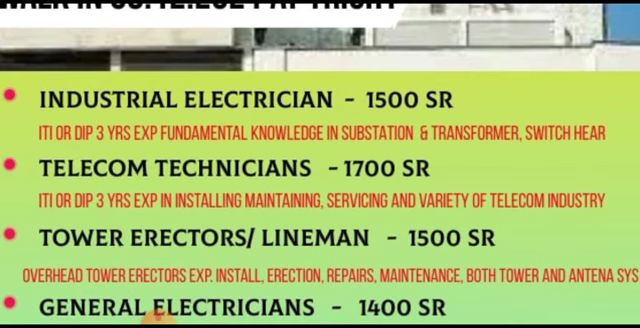 WALK IN
• INDUSTRIAL ELECTRICIAN - 1500 SR
ITI OR DIP 3 YRS EXP FUNDAMENTAL KNOWLEDGE IN SUBSTATION & TRANSFORMER, SWITCH HEAR
• TELECOM TECHNICIANS - 1700 SR
ITI OR DIP 3 YRS EXP IN INSTALLING MAINTAINING, SERVICING AND VARIETY OF TELECOM INDUSTRY
• TOWER ERECTORS/ LINEMAN - 1500 SR
OVERHEAD TOWER ERECTORS EXP. INSTALL, ERECTION, REPAIRS, MAINTENANCE, BOTH TOWER AND ANTENA SYS
• GENERAL ELECTRICIANS - 1400 SR